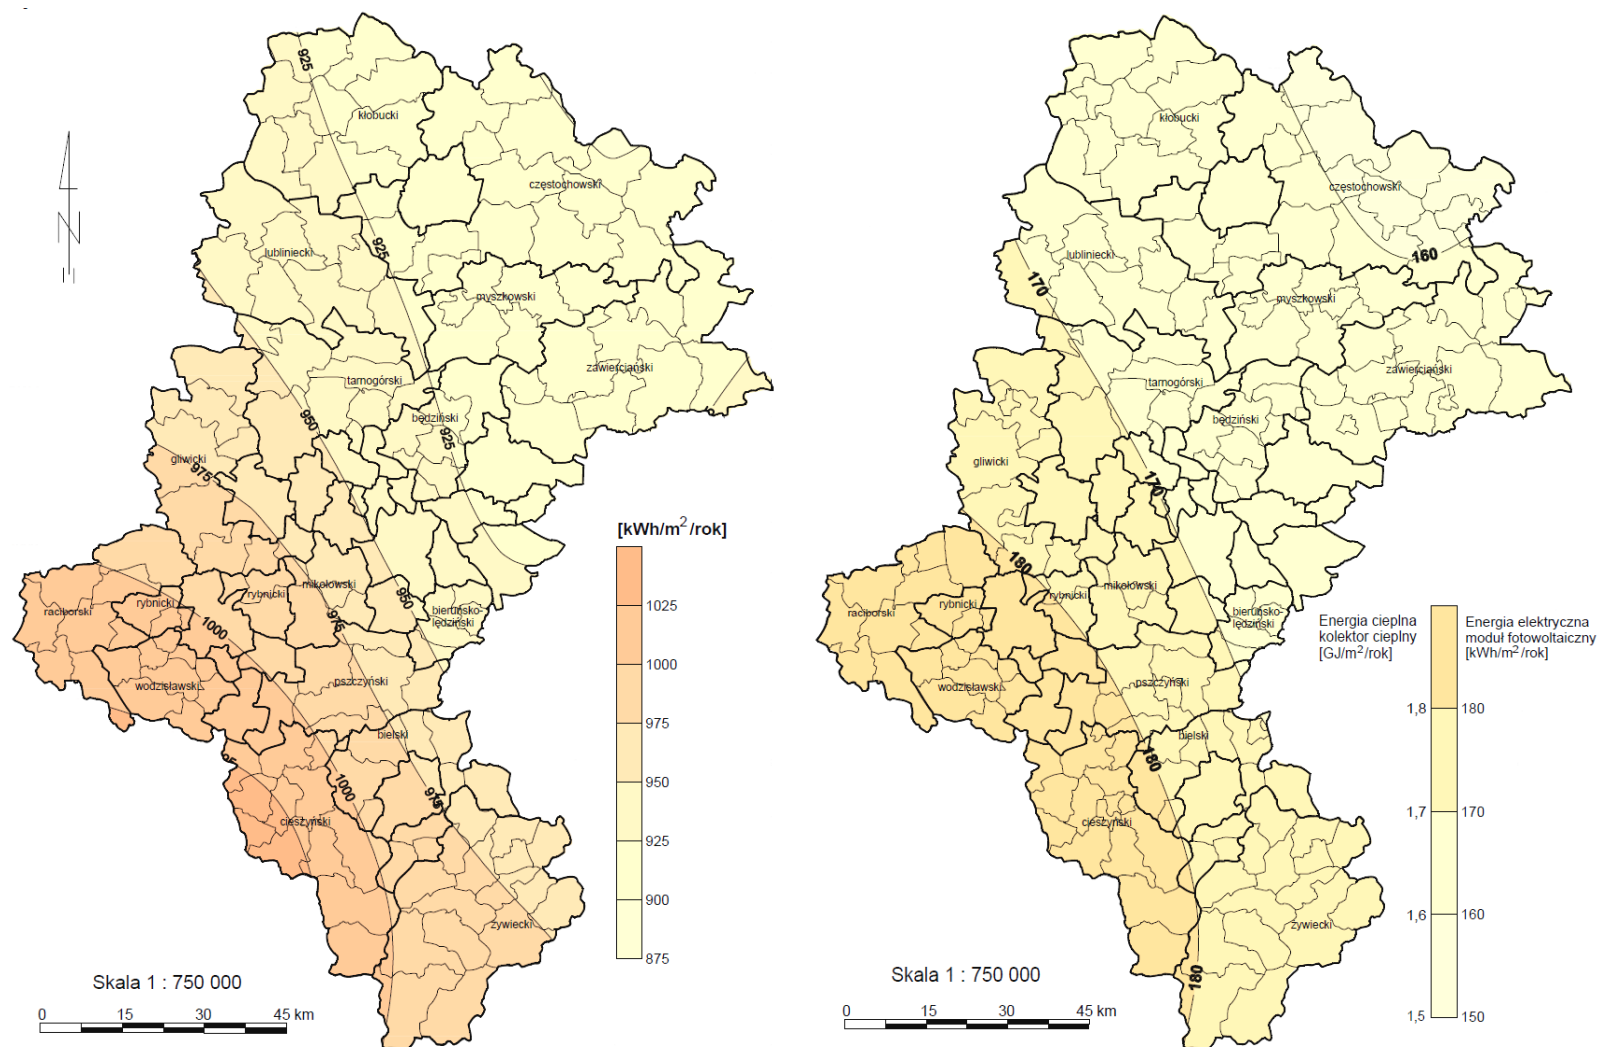 925
kłobucki
częstochowski
lubliniecki
925
myszkowski
zawierciański
tarnogórski
950
będziński
925
gliwicki
975
[kWh/m²/rok]
1025
1000
975
950
925
900
875
raciborski
rybnicki
rybnicki
mikołowski
950
bieruńsko-
lędziński
1000
975
wodzisławski
pszczyński
bielski
1000
975
cieszyński
żywiecki
Skala 1 : 750 000
0 15 30 45 km
kłobucki
częstochowski
160
lubliniecki
170
myszkowski
zawierciański
tarnogórski
będziński
gliwicki
170
180
raciborski
rybnicki
rybnicki
mikołowski
bieruńsko-
lędziński
wodzisławski
pszczyński
bielski
180
cieszyński
żywiecki
180
Energia cieplna
kolektor cieplny
[GJ/m²/rok]
Energia elektryczna
moduł fotowoltaiczny
[kWh/m²/rok]
1,8 180
1,7 170
1,6 160
1,5 150
Skala 1 : 750 000
0 15 30 45 km